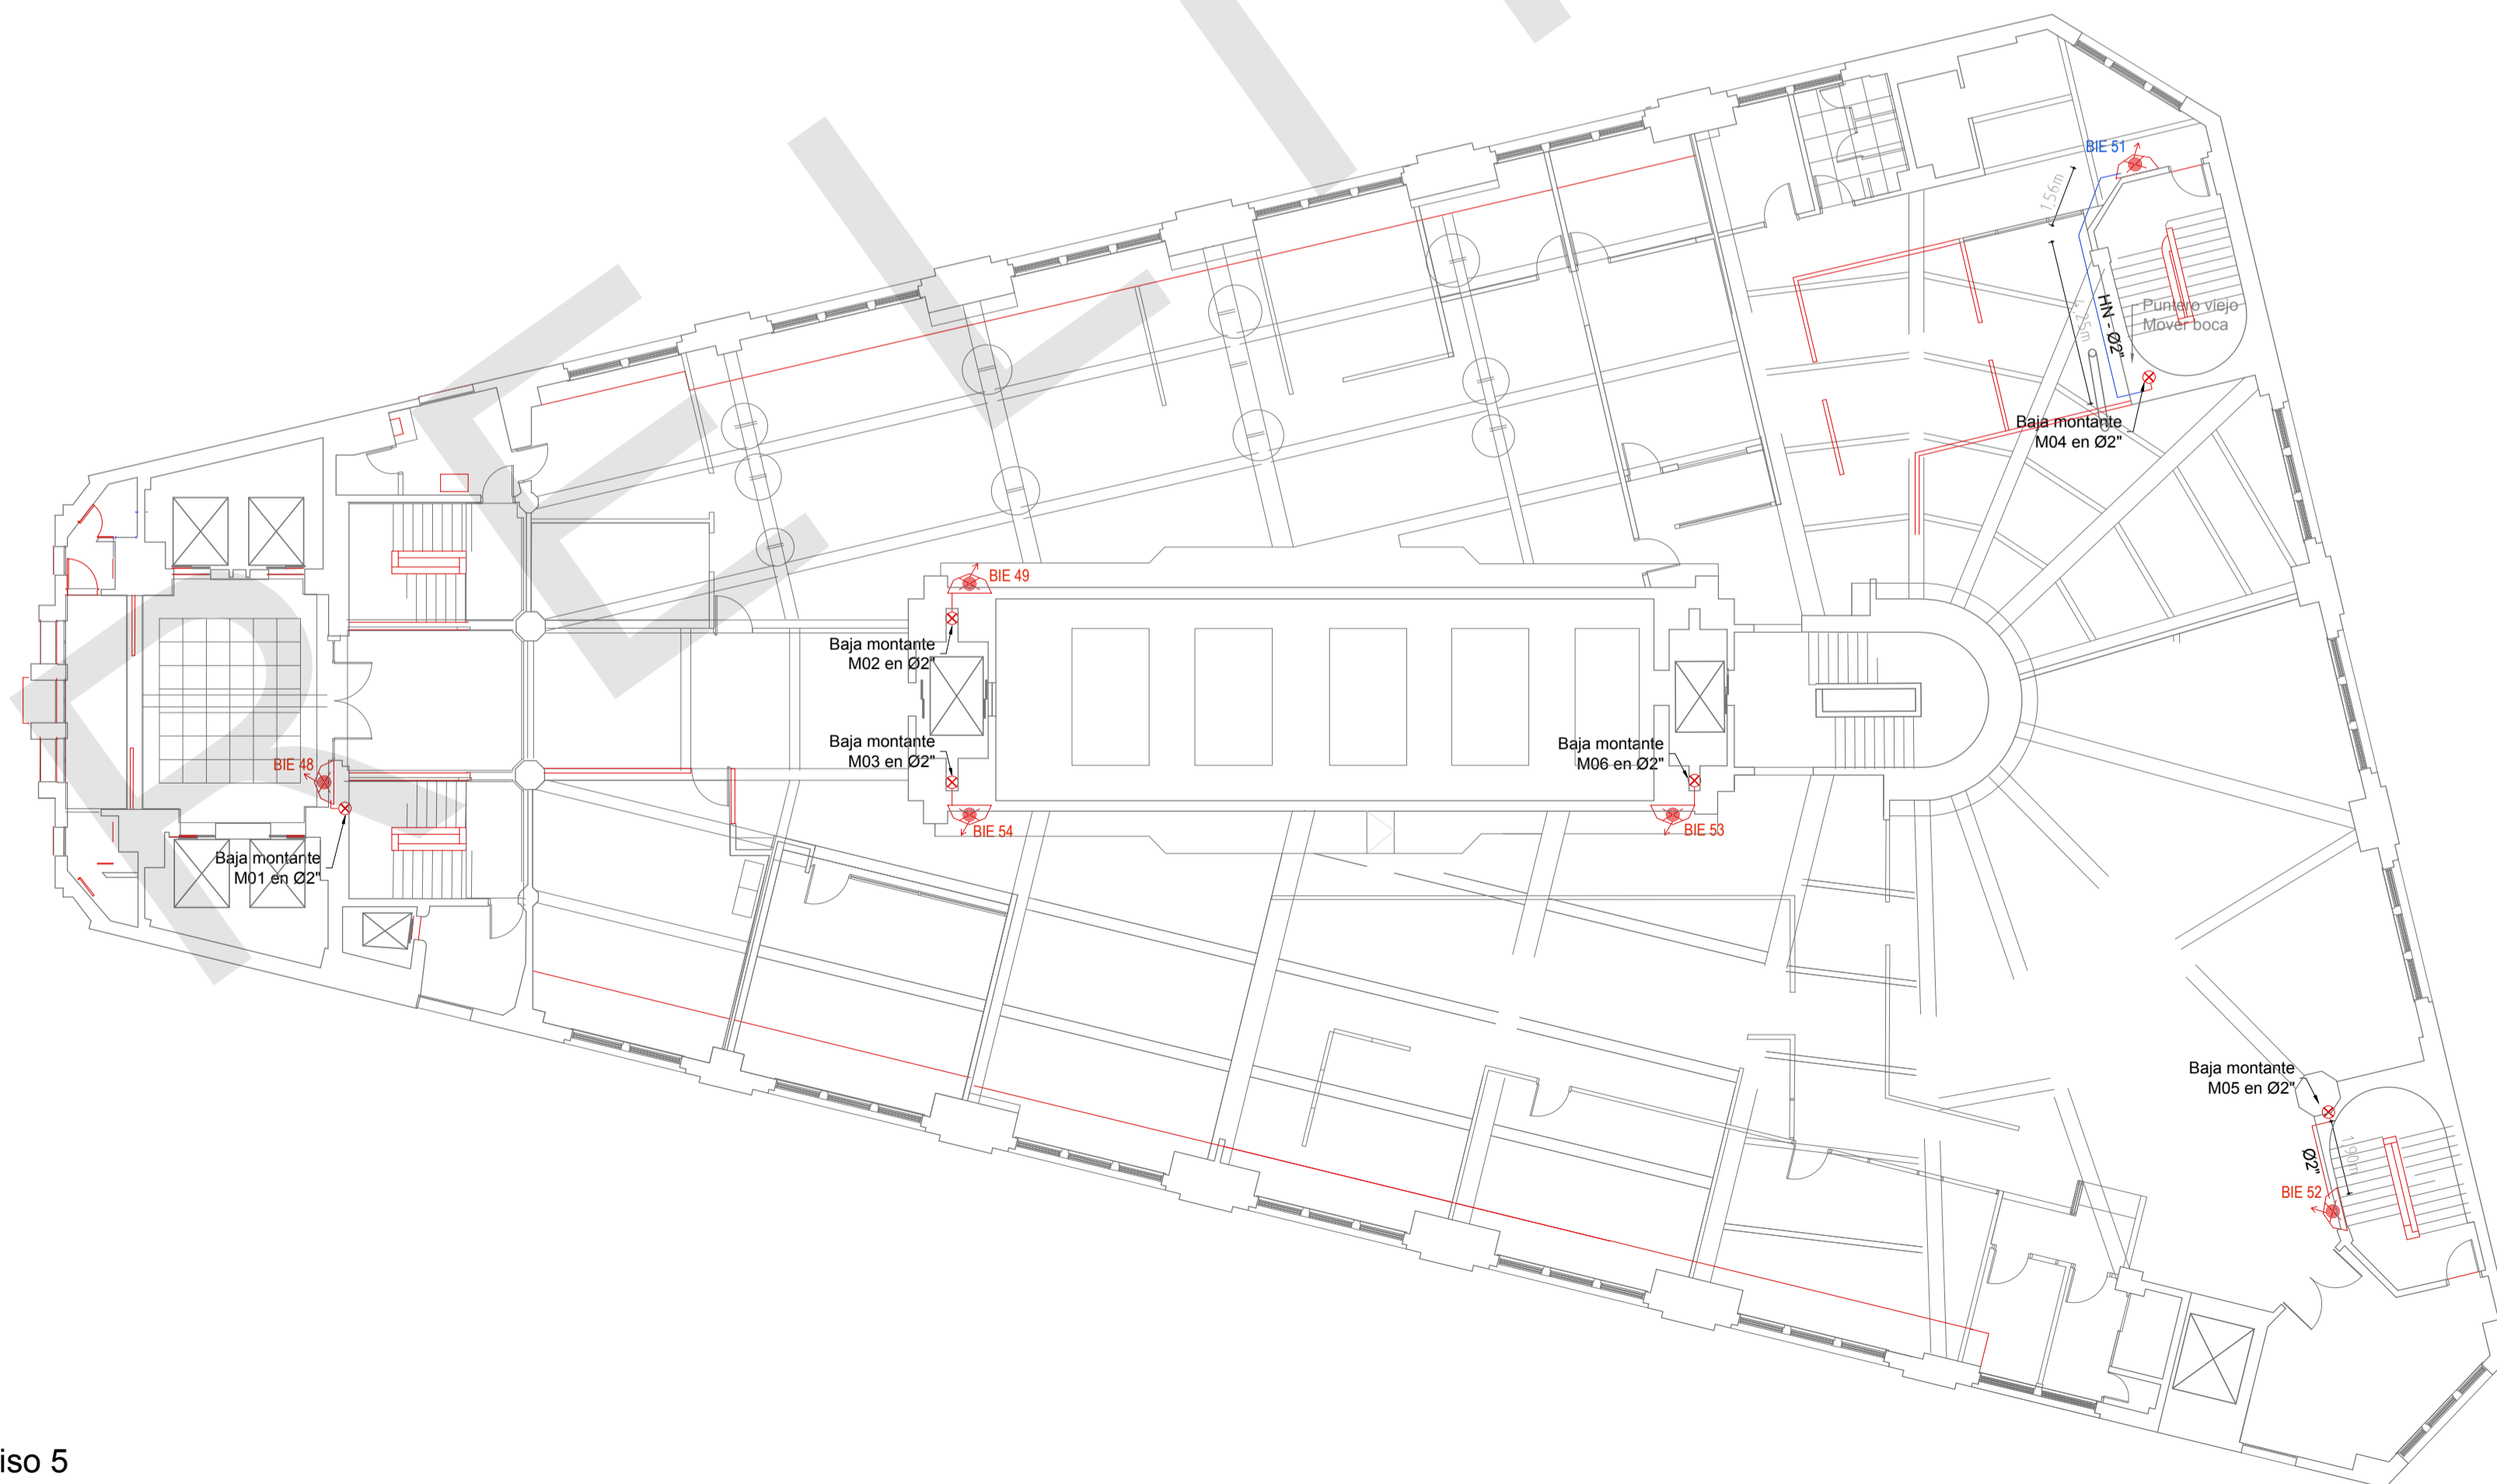 BIE 51
1,56m
HN - Ø2"
Puntero viejo
Mover boca
Baja montante
M04 en Ø2"
BIE 49
Baja montante
M02 en Ø2"
Baja montante
M03 en Ø2"
BIE 54
Baja montante
M06 en Ø2"
BIE 53
BIE 48
Baja montante
M01 en Ø2"
Baja montante
M05 en Ø2"
1,90m
Ø2"
BIE 52
iso 5